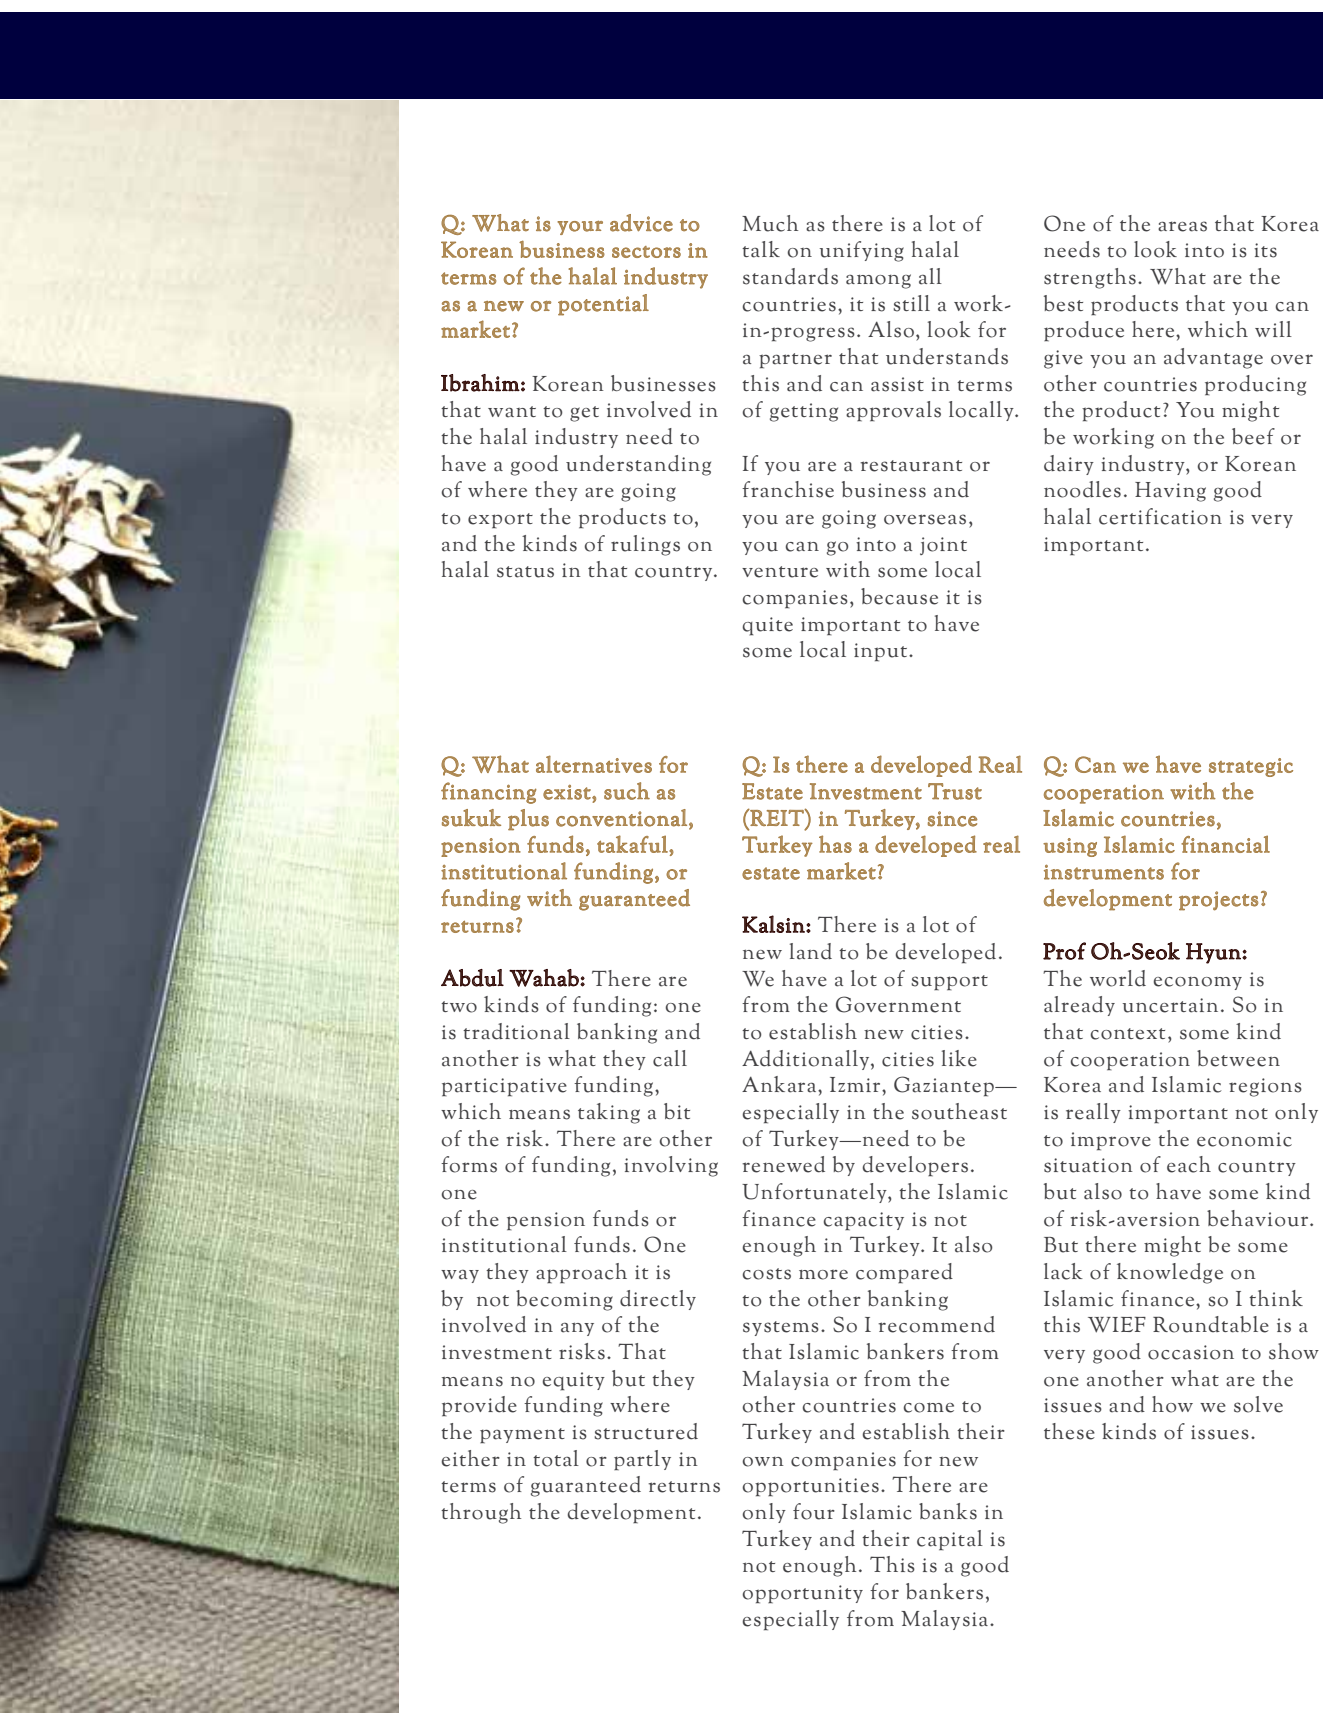 Q: What is your advice to
Korean business sectors in
terms of the halal industry
as a new or potential
market?
Ibrahim: Korean businesses
that want to get involved in
the halal industry need to
have a good understanding
of where they are going
to export the products to,
and the kinds of rulings on
halal status in that country.
Much as there is a lot of
talk on unifying halal
standards among all
countries, it is still a work-
in-progress. Also, look for
a partner that understands
this and can assist in terms
of getting approvals locally.
If you are a restaurant or
franchise business and
you are going overseas,
you can go into a joint
venture with some local
companies, because it is
quite important to have
some local input.
One of the areas that Korea
needs to look into is its
strengths. What are the
best products that you can
produce here, which will
give you an advantage over
other countries producing
the product? You might
be working on the beef or
dairy industry, or Korean
noodles. Having good
halal certification is very
important.
Q: What alternatives for
financing exist, such as
sukuk plus conventional,
pension funds, takaful,
institutional funding, or
funding with guaranteed
returns?
Abdul Wahab: There are
two kinds of funding: one
is traditional banking and
another is what they call
participative funding,
which means taking a bit
of the risk. There are other
forms of funding, involving
one
of the pension funds or
institutional funds. One
way they approach it is
by  not becoming directly
involved in any of the
investment risks. That
means no equity but they
provide funding where
the payment is structured
either in total or partly in
terms of guaranteed returns
through the development.
Q: Is there a developed Real
Estate Investment Trust
(REIT) in Turkey, since
Turkey has a developed real
estate market?
Kalsin: There is a lot of
new land to be developed.
We have a lot of support
from the Government
to establish new cities.
Additionally, cities like
Ankara, Izmir, Gaziantep—
especially in the southeast
of Turkey—need to be
renewed by developers.
Unfortunately, the Islamic
finance capacity is not
enough in Turkey. It also
costs more compared
to the other banking
systems. So I recommend
that Islamic bankers from
Malaysia or from the
other countries come to
Turkey and establish their
own companies for new
opportunities. There are
only four Islamic banks in
Turkey and their capital is
not enough. This is a good
opportunity for bankers,
especially from Malaysia.
Q: Can we have strategic
cooperation with the
Islamic countries,
using Islamic financial
instruments for
development projects?
Prof Oh-Seok Hyun:
The world economy is
already uncertain. So in
that context, some kind
of cooperation between
Korea and Islamic regions
is really important not only
to improve the economic
situation of each country
but also to have some kind
of risk-aversion behaviour.
But there might be some
lack of knowledge on
Islamic finance, so I think
this WIEF Roundtable is a
very good occasion to show
one another what are the
issues and how we solve
these kinds of issues.